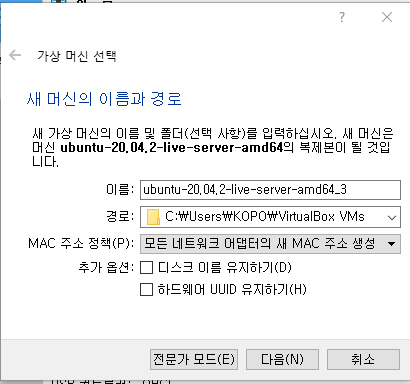 가상 머신 선택
새 머신의 이름과 경로
새 가상 머신의 이름 및 폴더(선택 사항)를 입력하십시오. 새 머신은
머신 ubuntu-20.04.2-live-server-amd64의 복제본이 될 것입
니다.
이름: ubuntu-20.04.2-live-server-amd64_3
경로: C:₩Users₩KOPO₩VirtualBox VMs
MAC 주소 정책(P): 모든 네트워크 어댑터의 새 MAC 주소 생성
추가 옵션: 디스크 이름 유지하기(D)
하드웨어 UUID 유지하기(H)
전문가 모드(E) 다음(N) 취소